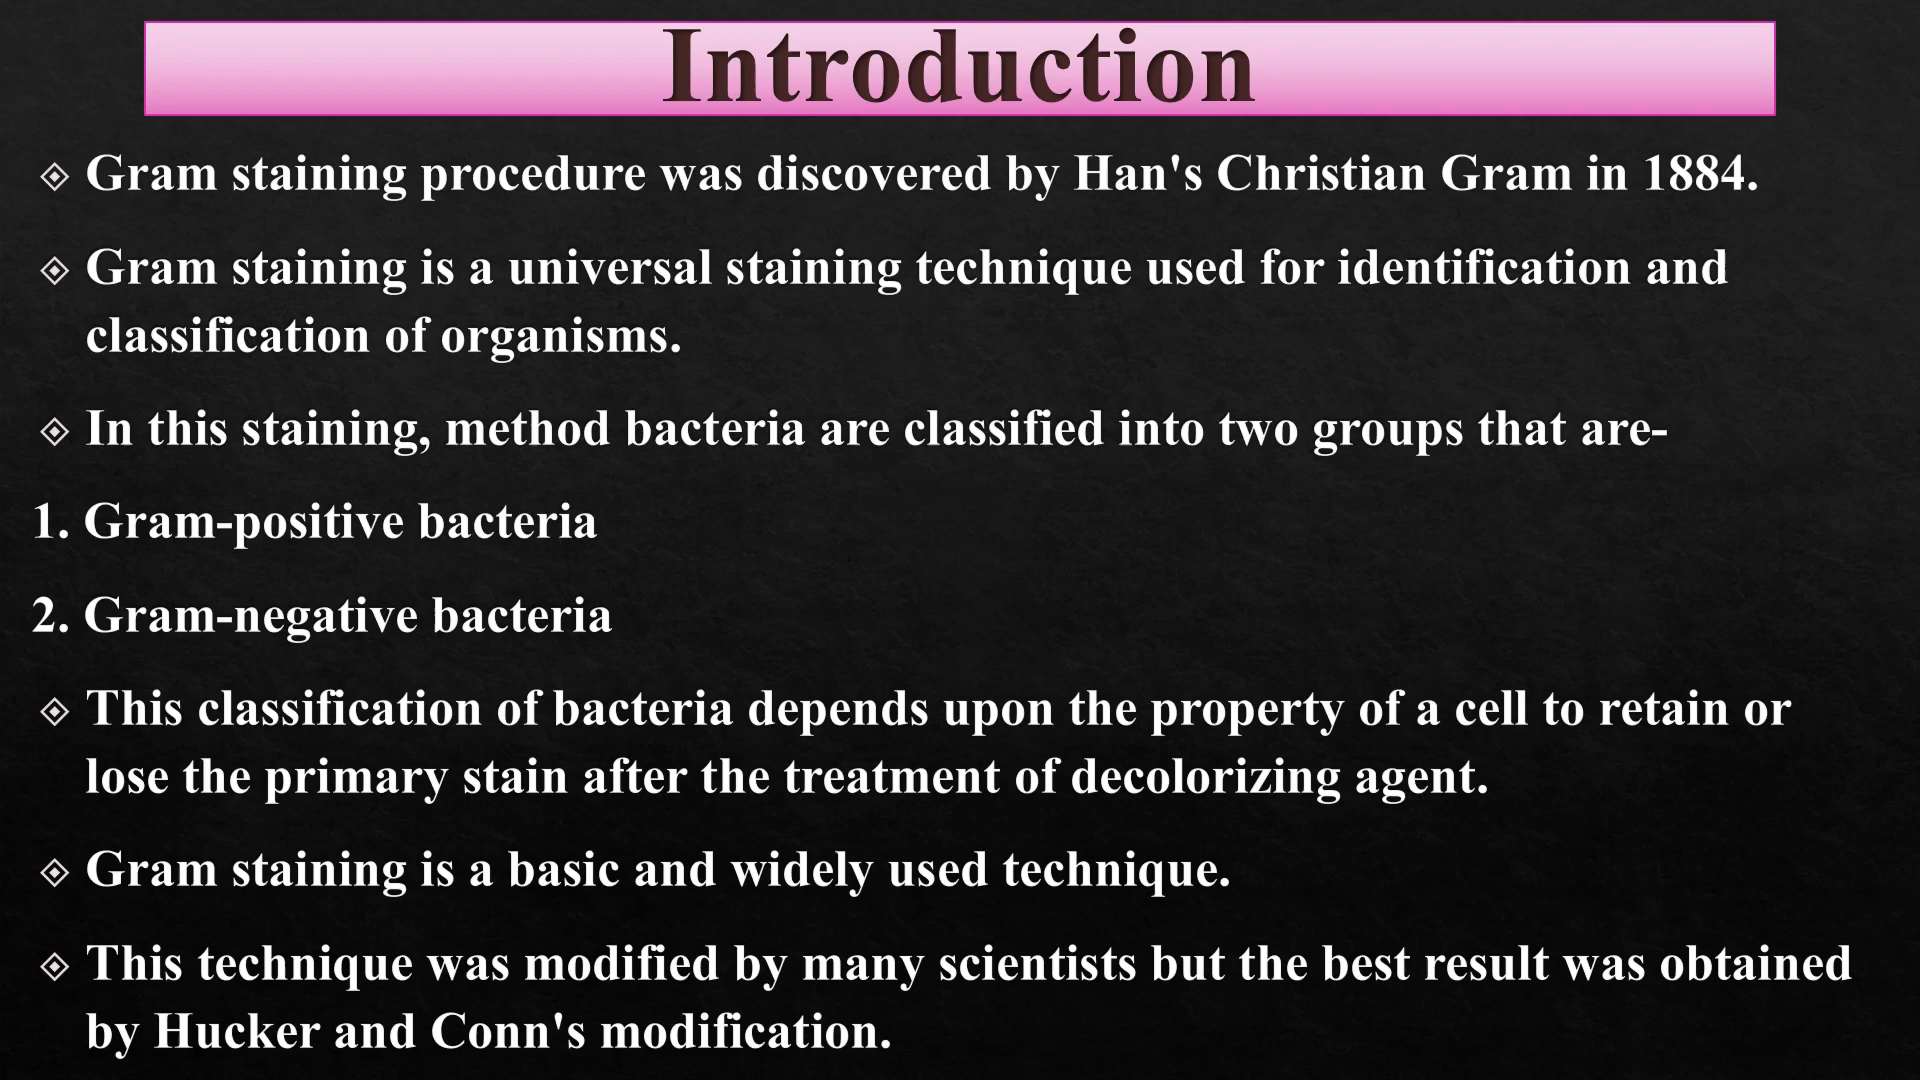 Introduction
Gram staining procedure was discovered by Han's Christian Gram in 1884.
Gram staining is a universal staining technique used for identification and
classification of organisms.
In this staining, method bacteria are classified into two groups that are-
1. Gram-positive bacteria
2. Gram-negative bacteria
This classification of bacteria depends upon the property of a cell to retain or
lose the primary stain after the treatment of decolorizing agent.
Gram staining is a basic and widely used technique.
This technique was modified by many scientists but the best result was obtained
by Hucker and Conn's modification.